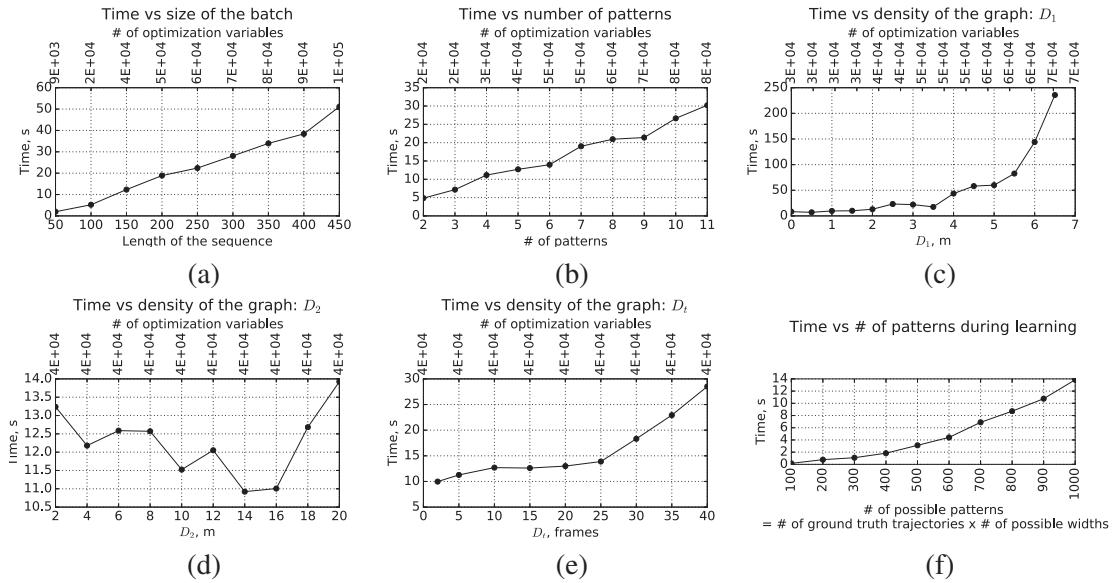 Time vs size of the batch
# of optimization variables
9E+03 2E+04 4E+04 5E+04 6E+04 7E+04 8E+04 9E+04 1E+05
60
50
40
30
20
10
0
Time, s
50 100 150 200 250 300 350 400 450
Length of the sequence
(a)
Time vs number of patterns
# of optimization variables
2E+04 2E+04 3E+04 4E+04 5E+04 6E+04 6E+04 7E+04 8E+04 8E+04
35
30
25
20
15
10
5
0
Time, s
2 3 4 5 6 7 8 9 10 11
# of patterns
(b)
Time vs density of the graph: D₁
# of optimization variables
3E+04 3E+04 3E+04 3E+04 3E+04 4E+04 4E+04 5E+04 6E+04 6E+04 6E+04 6E+04 6E+04 7E+04 7E+04
250
200
150
100
50
0
Time, s
0 1 2 3 4 5 6 7
D₁, m
(c)
Time vs density of the graph: D₂
# of optimization variables
4E+04 4E+04 4E+04 4E+04 4E+04 4E+04 4E+04 4E+04 4E+04 4E+04
14.0
13.5
13.0
12.5
12.0
11.5
11.0
10.5
Time, s
2 4 6 8 10 12 14 16 18 20
D₂, m
(d)
Time vs density of the graph: Dₜ
# of optimization variables
4E+04 4E+04 4E+04 4E+04 4E+04 4E+04 4E+04 4E+04 4E+04
30
25
20
15
10
5
Time, s
0 5 10 15 20 25 30 35 40
Dₜ, frames
(e)
Time vs # of patterns during learning
14
12
10
8
6
4
2
0
Time, s
100 200 300 400 500 600 700 800 900 1000
# of possible patterns
= # of ground truth trajectories x # of possible widths
(f)